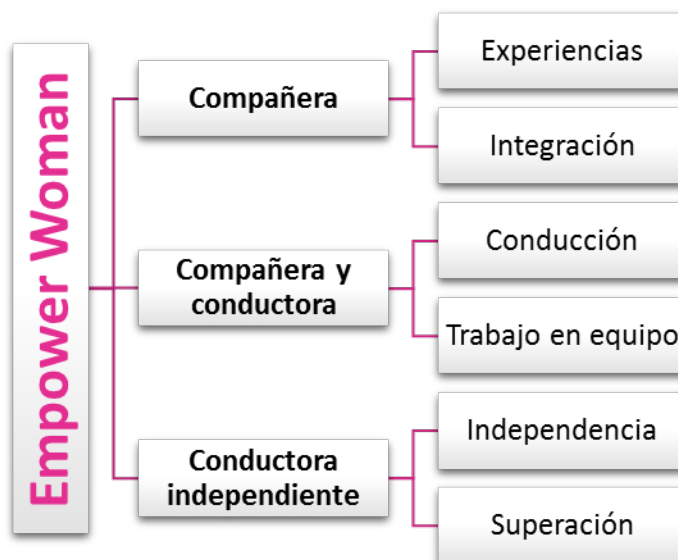 Empower Woman
Compañera
Experiencias
Integración
Compañera y
conductora
Conducción
Trabajo en equipo
Conductora
independiente
Independencia
Superación